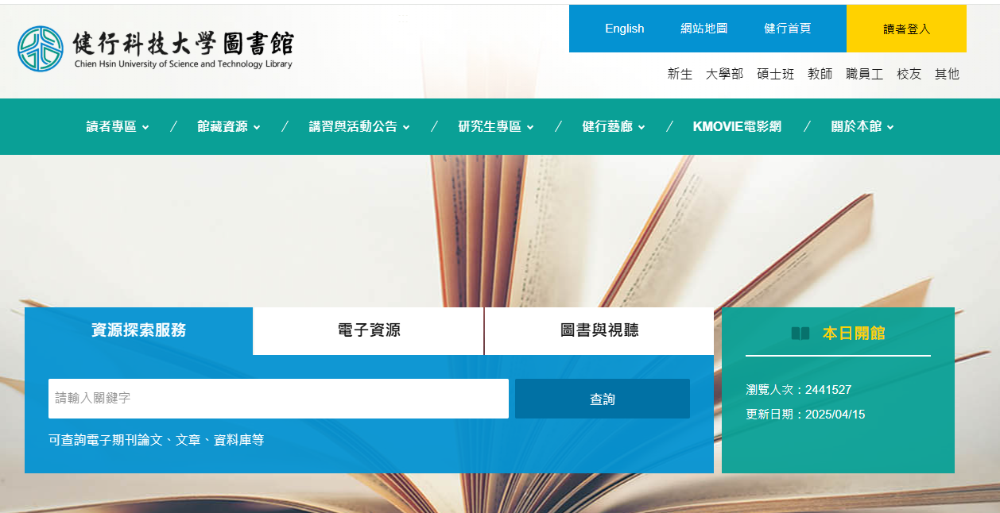 健行科技大學圖書館
Chien Hsin University of Science and Technology Library
English 網站地圖 健行首頁 讀者登入
新生 大學部 碩士班 教師 職員工 校友 其他
讀者專區 / 館藏資源 / 講習與活動公告 / 研究生專區 / 健行藝廊 / KMOVIE電影網 / 關於本館
資源探索服務 電子資源 圖書與視聽
請輸入關鍵字 查詢
可查詢電子期刊論文、文章、資料庫等
本日開館
瀏覽人次：2441527
更新日期：2025/04/15